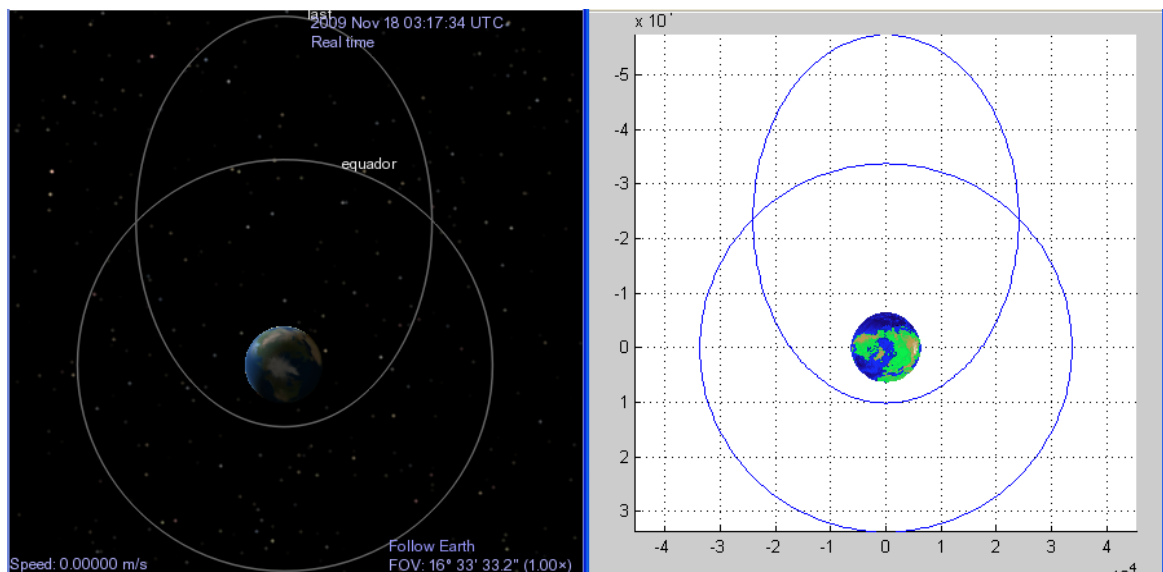 last
2009 Nov 18 03:17:34 UTC
Real time
equador
Speed: 0.00000 m/s
Follow Earth
FOV: 16° 33' 33.2" (1.00×)
x 10
-5
-4
-3
-2
-1
0
1
2
3
-4
-3
-2
-1
0
1
2
3
4